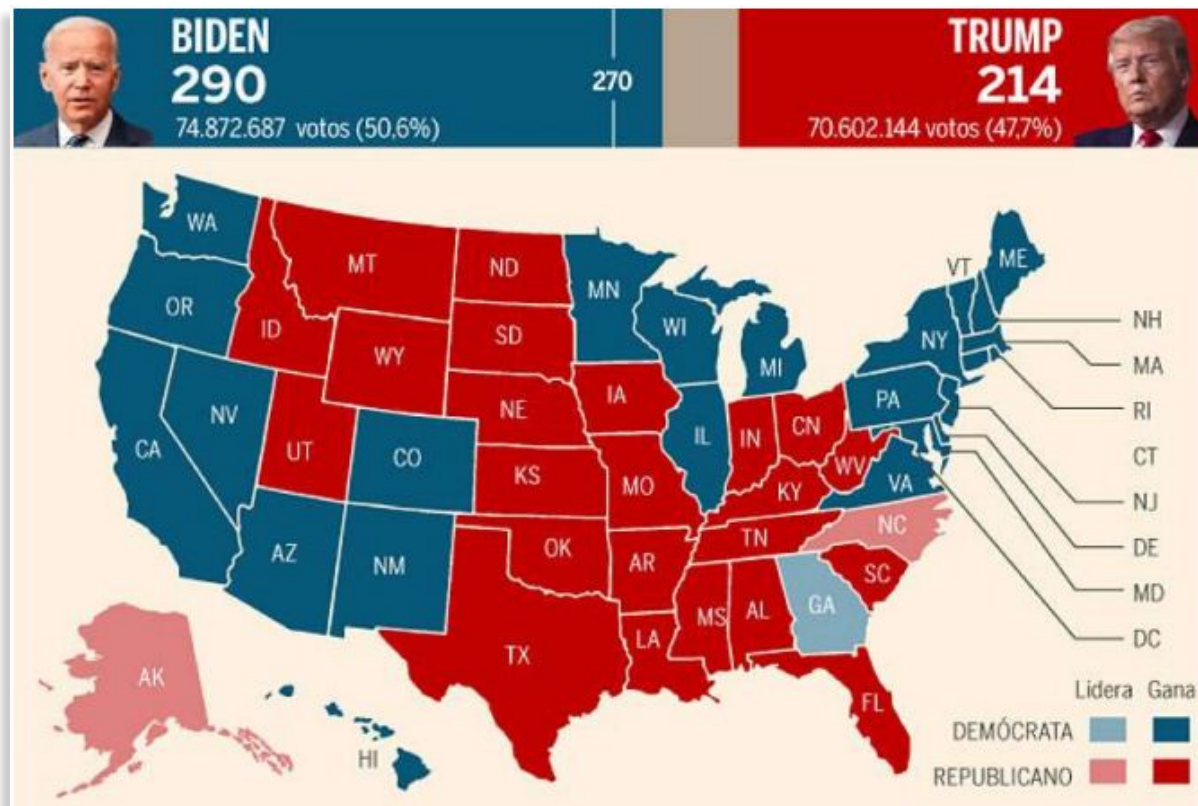 BIDEN
290
74.872.687 votos (50,6%)
270
TRUMP
214
70.602.144 votos (47,7%)
WA
MT
ND
MN
VT
ME
OR
ID
SD
WI
NY
NH
WY
MI
MA
NV
NE
IA
PA
RI
CA
UT
CO
IL
IN
CN
CT
KS
MO
WV
VA
NJ
KY
NC
DE
AZ
NM
OK
AR
TN
SC
MD
MS
AL
GA
DC
TX
LA
AK
FL
HI
Lidera Gana
DEMÓCRATA
REPUBLICANO